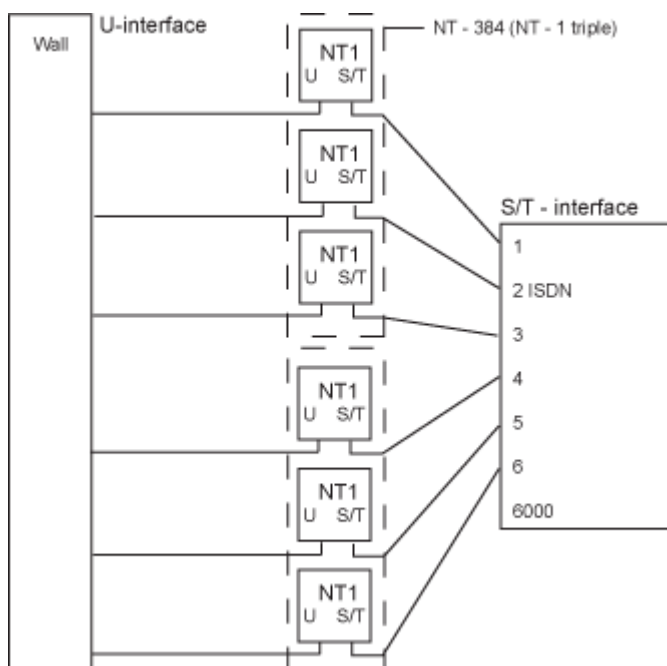 U-interface
Wall
NT - 384 (NT - 1 triple)
NT1
U S/T
NT1
U S/T
NT1
U S/T
S/T - interface
1
2 ISDN
3
4
5
6
6000
NT1
U S/T
NT1
U S/T
NT1
U S/T